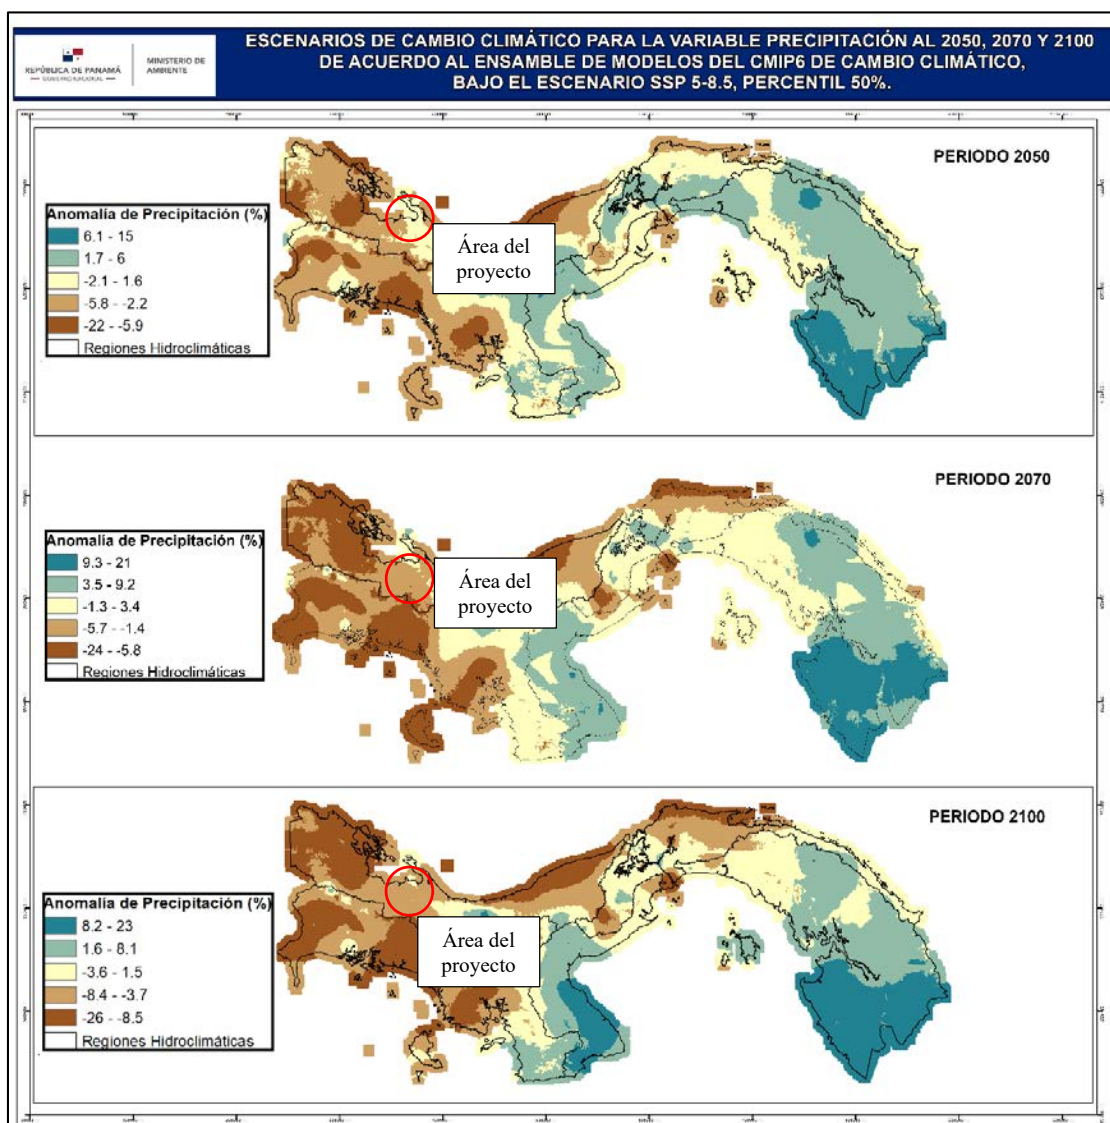 REPÚBLICA DE PANAMÁ
— GOBIERNO NACIONAL —
MINISTERIO DE
AMBIENTE
ESCENARIOS DE CAMBIO CLIMÁTICO PARA LA VARIABLE PRECIPITACIÓN AL 2050, 2070 Y 2100
DE ACUERDO AL ENSAMBLE DE MODELOS DEL CMIP6 DE CAMBIO CLIMÁTICO,
BAJO EL ESCENARIO SSP 5-8.5, PERCENTIL 50%.
PERIODO 2050
Anomalía de Precipitación (%)
6.1 - 15
1.7 - 6
-2.1 - 1.6
-5.8 - -2.2
-22 - -5.9
Regiones Hidroclimáticas
Área del
proyecto
PERIODO 2070
Anomalía de Precipitación (%)
9.3 - 21
3.5 - 9.2
-1.3 - 3.4
-5.7 - -1.4
-24 - -5.8
Regiones Hidroclimáticas
Área del
proyecto
PERIODO 2100
Anomalía de Precipitación (%)
8.2 - 23
1.6 - 8.1
-3.6 - 1.5
-8.4 - -3.7
-26 - -8.5
Regiones Hidroclimáticas
Área del
proyecto